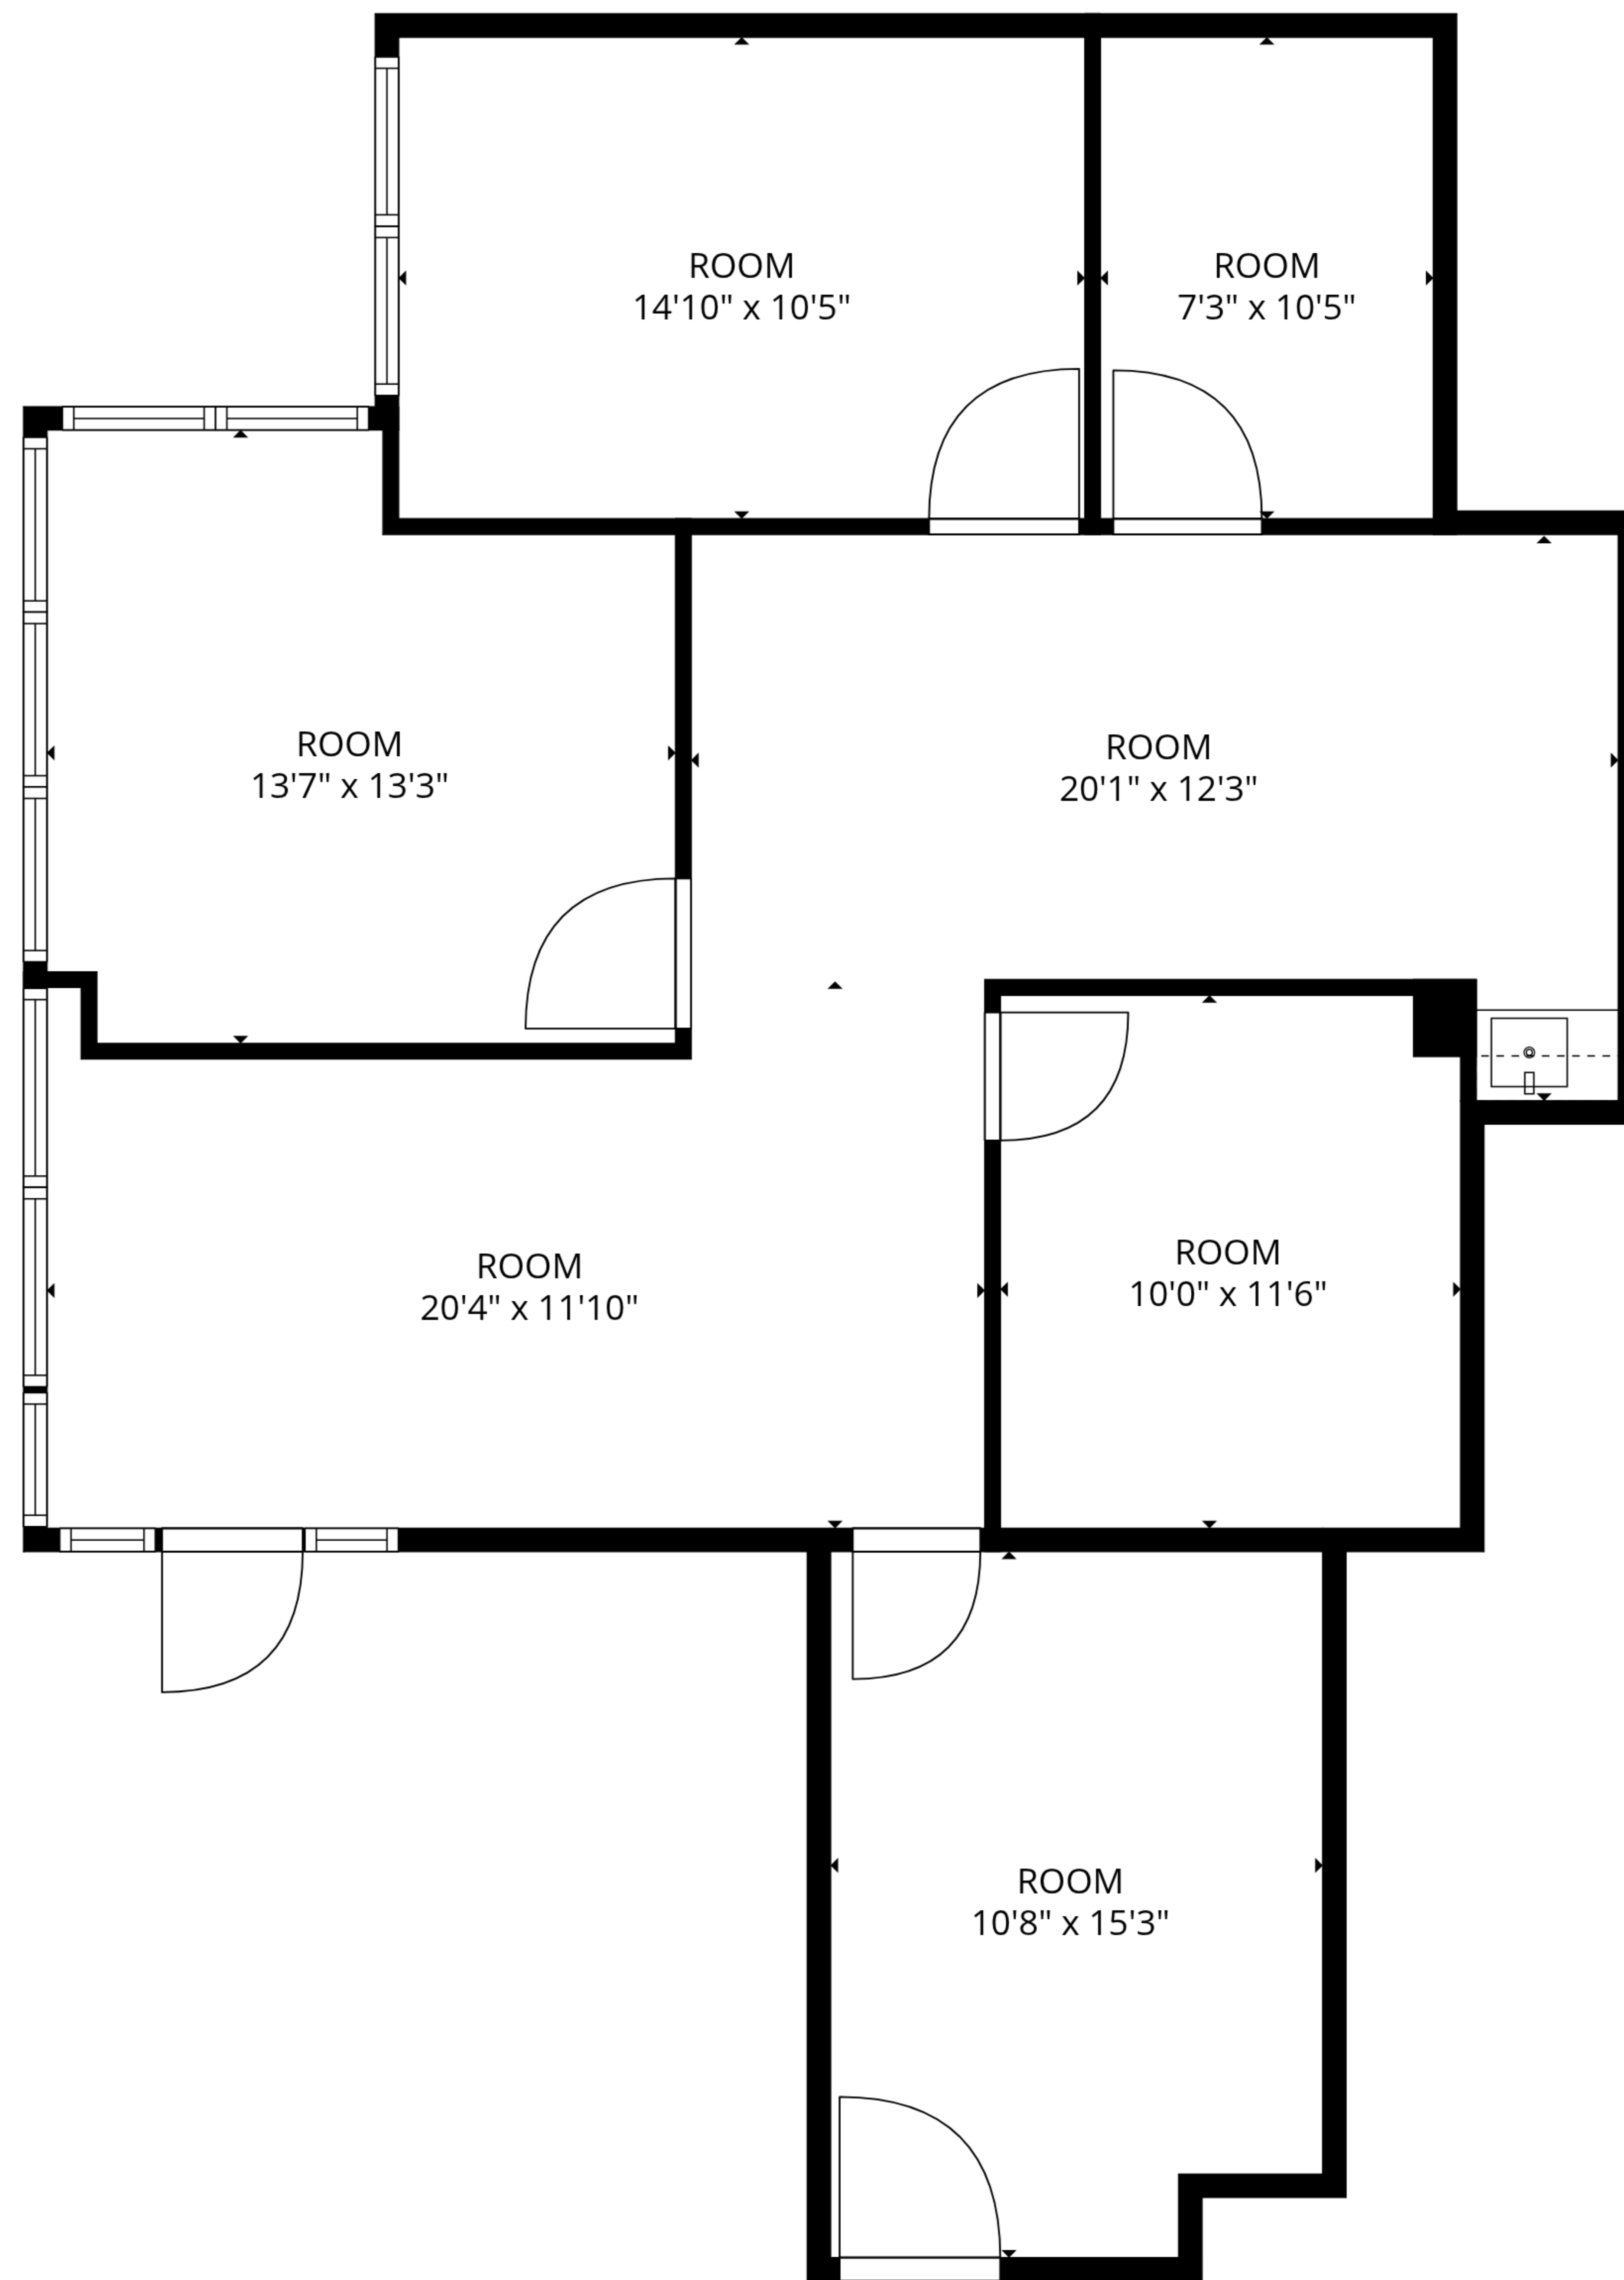 ROOM
14'10" x 10'5"
ROOM
7'3" x 10'5"
ROOM
13'7" x 13'3"
ROOM
20'1" x 12'3"
ROOM
20'4" x 11'10"
ROOM
10'0" x 11'6"
ROOM
10'8" x 15'3"